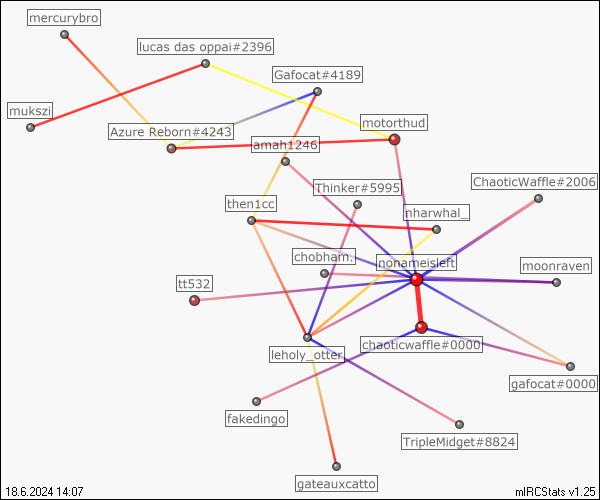 mercurybro
lucas das oppai#2396
Gafocat#4189
mukszi
Azure Reborn#4243
motorthud
amah1246
Thinker#5995
ChaoticWaffle#2006
then1cc
nharwhal_
chobham.
nonameisleft
moonraven
tt532
leholy_otter
chaoticwaffle#0000
gafocat#0000
fakedingo
TripleMidget#8824
gateauxcatto
18.6.2024 14:07
mIRCStats v1.25